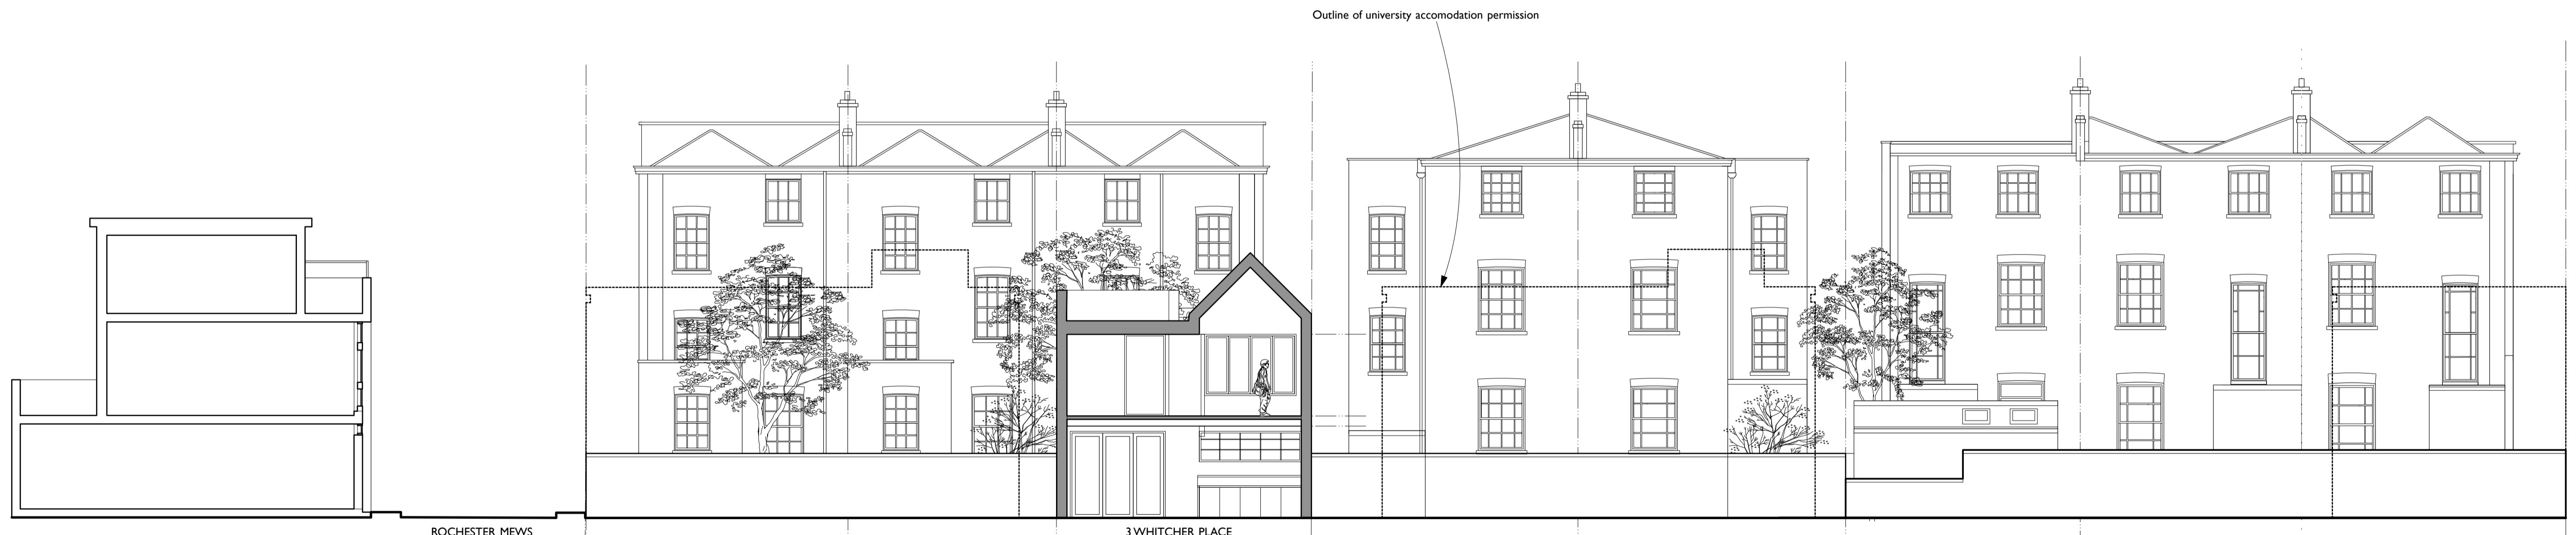 Outline of university accomodation permission
ROCHESTER MEWS
3 WHITCHER PLACE